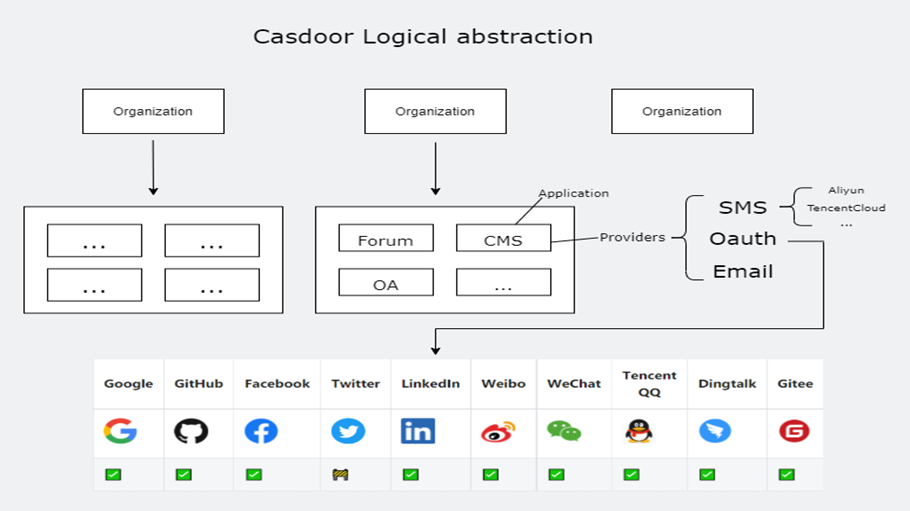 Casdoor Logical abstraction
Organization
Organization
Organization
Application
...
...
...
...
Forum
CMS
OA
...
Providers
SMS
Oauth
Email
Aliyun
TencentCloud
...
Google
GitHub
Facebook
Twitter
LinkedIn
Weibo
WeChat
Tencent
QQ
Dingtalk
Gitee